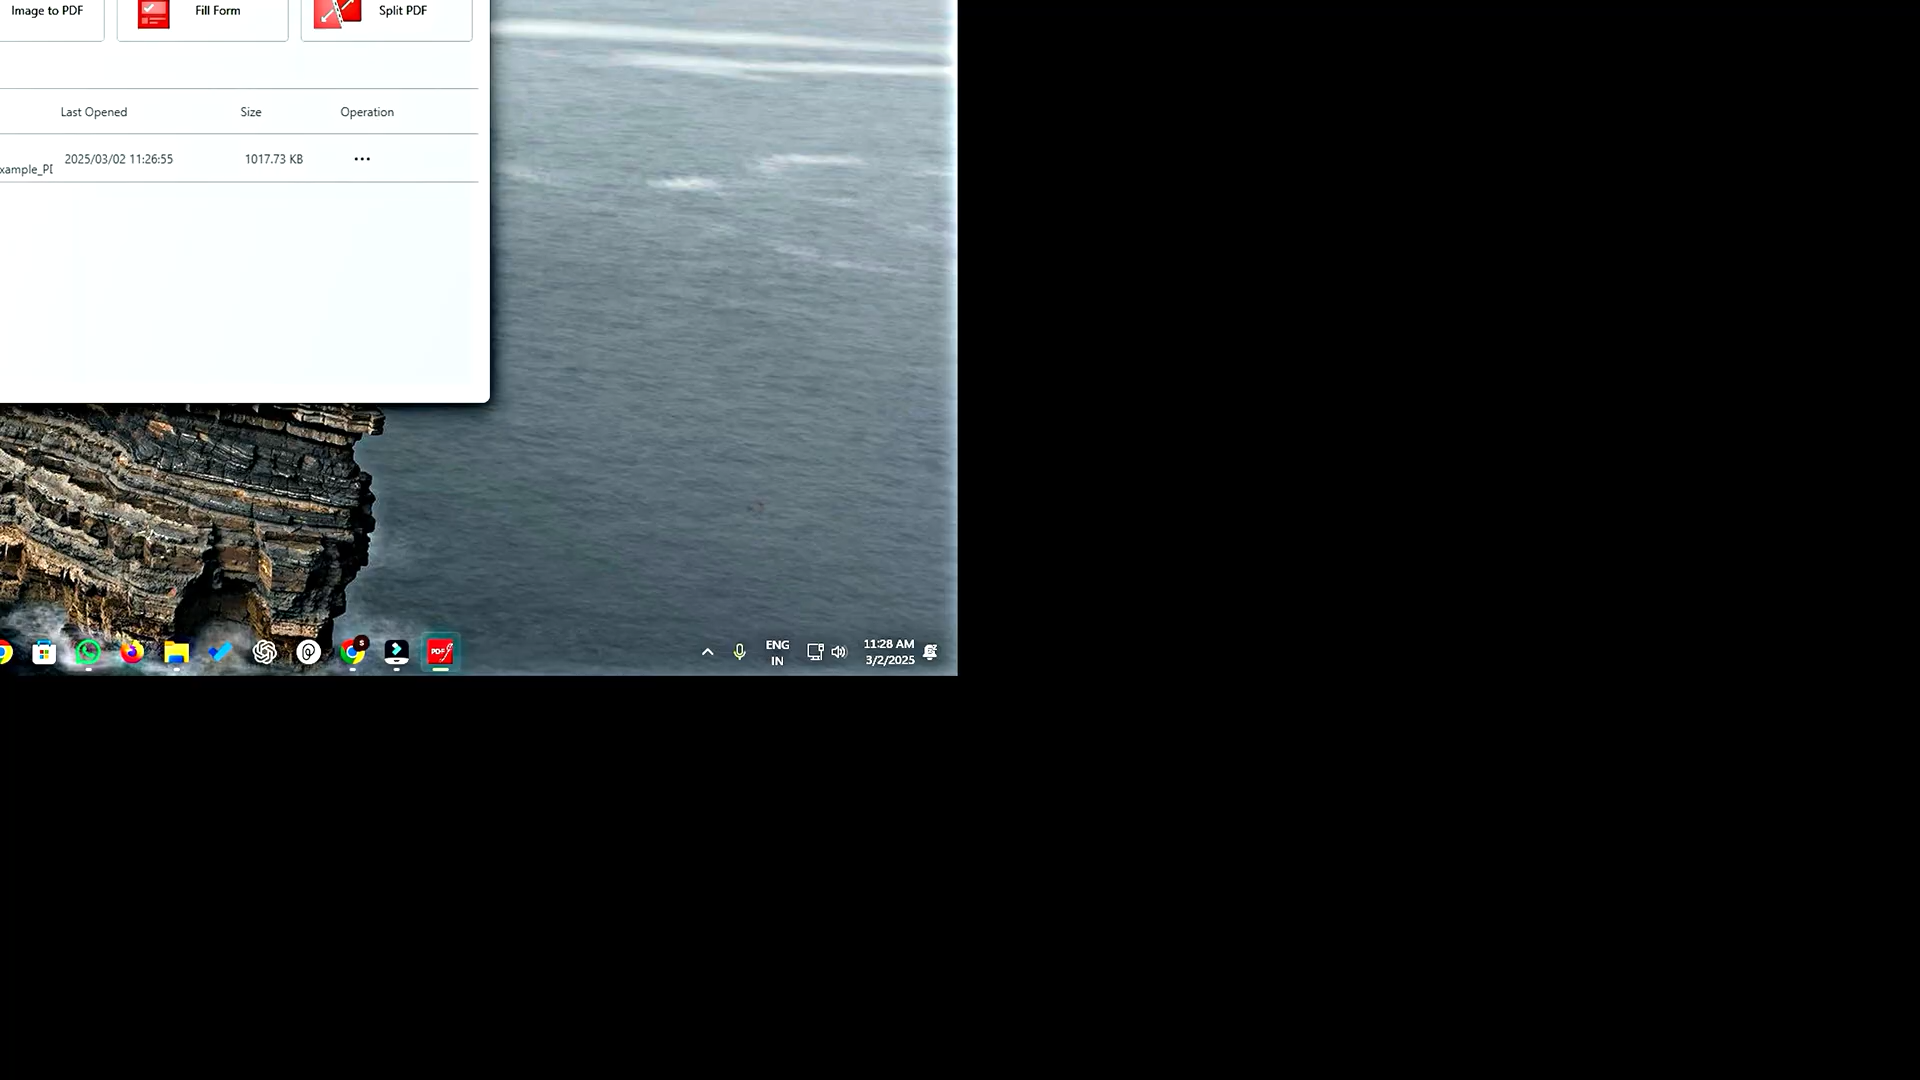 Image to PDF
Fill Form
Split PDF
Last Opened
Size
Operation
2025/03/02 11:26:55
1017.73 KB
xample_PI
PDF
S
ENG
IN
11:28 AM
3/2/2025